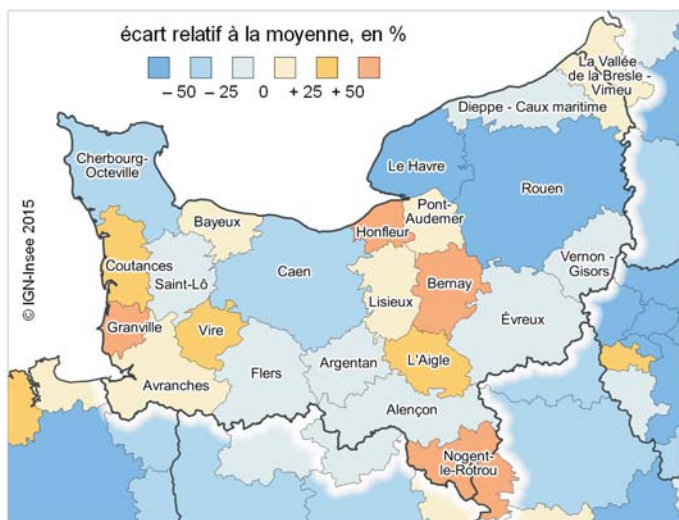 écart relatif à la moyenne, en %
– 50 – 25 0 + 25 + 50
© IGN-Insee 2015
La Vallée
de la Bresle -
Vimeu
Dieppe - Caux maritime
Cherbourg-
Octeville
Le Havre
Rouen
Bayeux
Honfleur
Pont-
Audemer
Coutances
Saint-Lô
Caen
Vernon -
Gisors
Lisieux
Bernay
Granville
Vire
Évreux
Flers
Argentan
L'Aigle
Avranches
Alençon
Nogent-
le-Rotrou